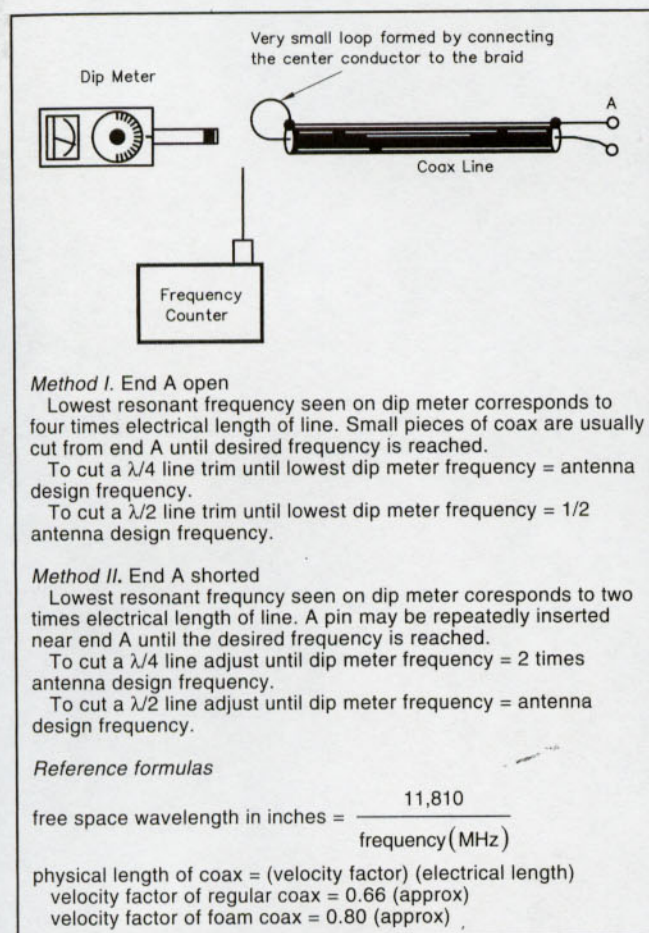 Very small loop formed by connecting
the center conductor to the braid
Dip Meter
A
Coax Line
Frequency
Counter
Method I. End A open
Lowest resonant frequency seen on dip meter corresponds to
four times electrical length of line. Small pieces of coax are usually
cut from end A until desired frequency is reached.
To cut a λ/4 line trim until lowest dip meter frequency = antenna
design frequency.
To cut a λ/2 line trim until lowest dip meter frequency = 1/2
antenna design frequency.
Method II. End A shorted
Lowest resonant frequncy seen on dip meter coresponds to two
times electrical length of line. A pin may be repeatedly inserted
near end A until the desired frequency is reached.
To cut a λ/4 line adjust until dip meter frequency = 2 times
antenna design frequency.
To cut a λ/2 line adjust until dip meter frequency = antenna
design frequency.
Reference formulas
free space wavelength in inches = 11,810 / frequency(MHz)
physical length of coax = (velocity factor) (electrical length)
velocity factor of regular coax = 0.66 (approx)
velocity factor of foam coax = 0.80 (approx)